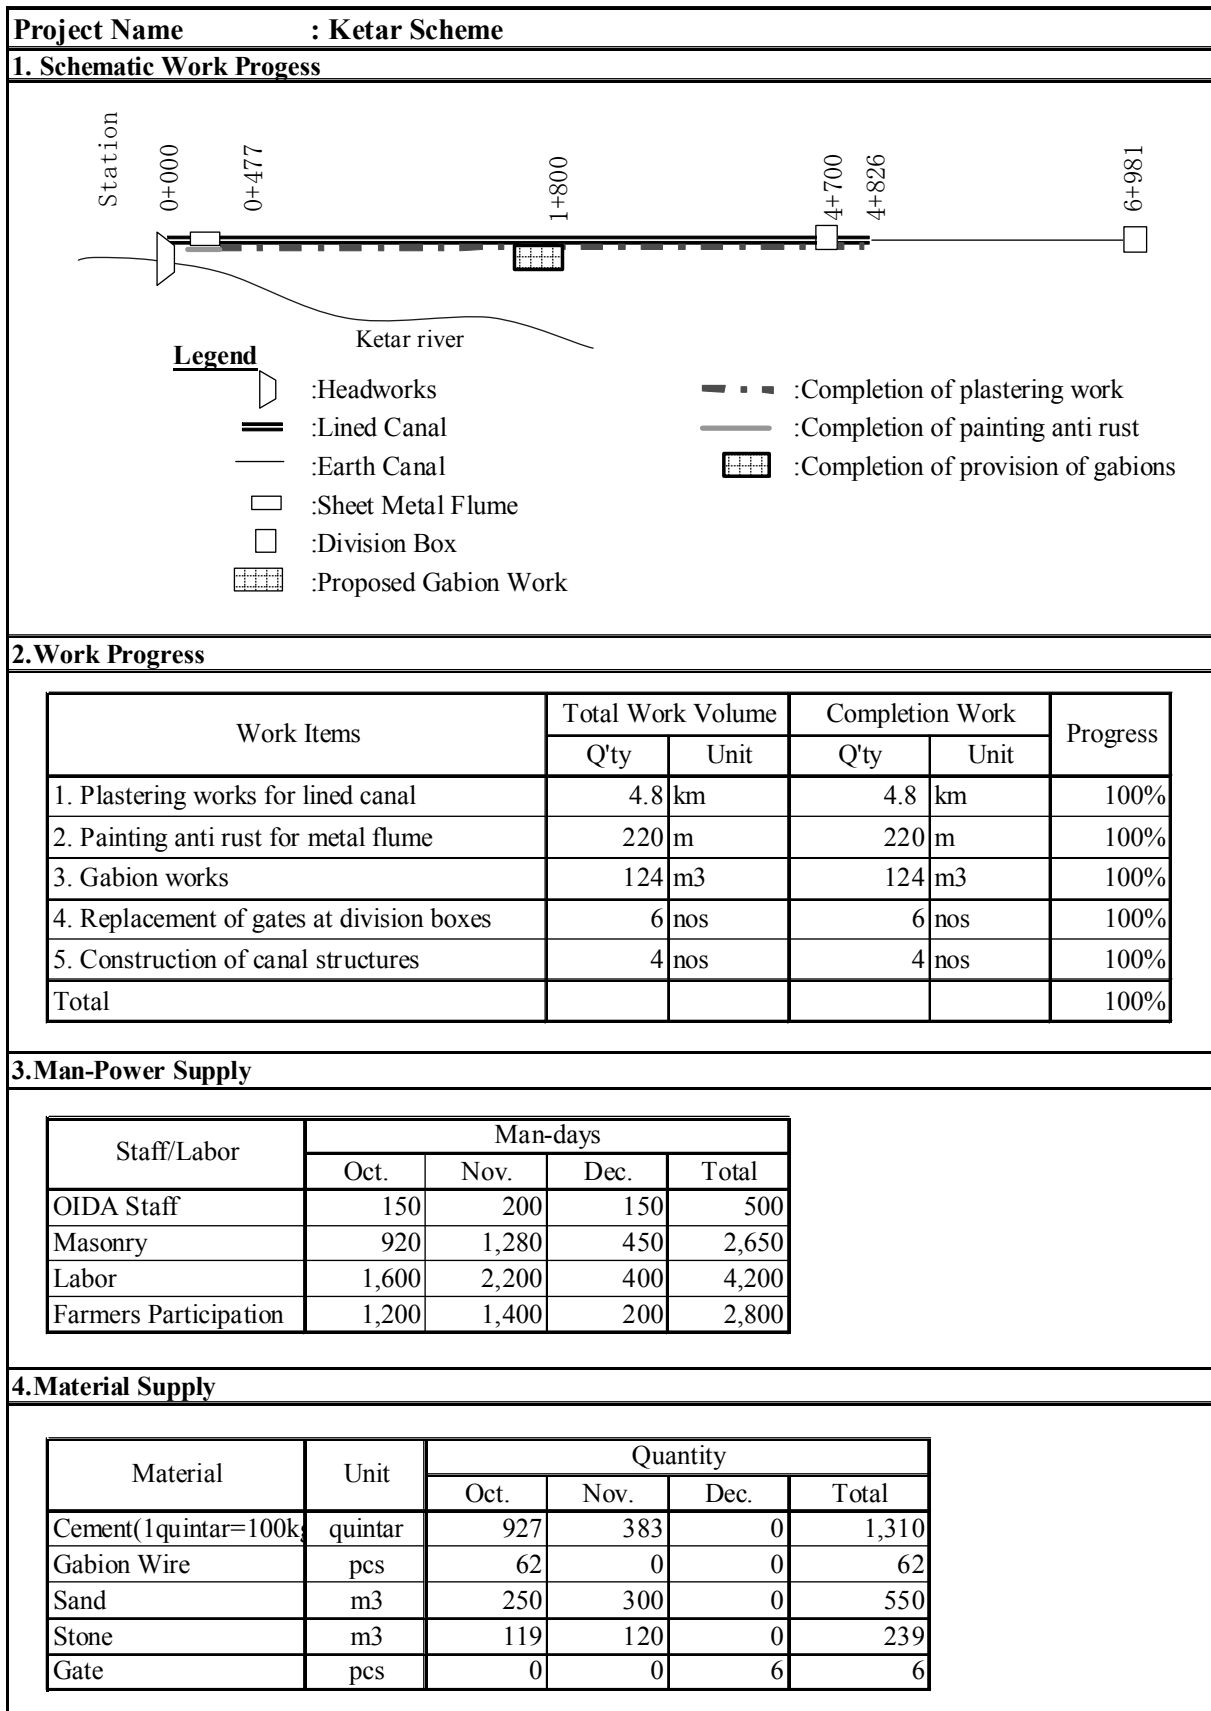 Project Name : Ketar Scheme
1. Schematic Work Progess
Station 0+000 0+477 1+800 4+700 4+826 6+981
Ketar river
Legend
:Headworks :Completion of plastering work
:Lined Canal :Completion of painting anti rust
:Earth Canal :Completion of provision of gabions
:Sheet Metal Flume
:Division Box
:Proposed Gabion Work
2.Work Progress
Work Items Total Work Volume Completion Work Progress
Q'ty Unit Q'ty Unit
1. Plastering works for lined canal 4.8 km 4.8 km 100%
2. Painting anti rust for metal flume 220 m 220 m 100%
3. Gabion works 124 m3 124 m3 100%
4. Replacement of gates at division boxes 6 nos 6 nos 100%
5. Construction of canal structures 4 nos 4 nos 100%
Total 100%
3.Man-Power Supply
Staff/Labor Man-days
Oct. Nov. Dec. Total
OIDA Staff 150 200 150 500
Masonry 920 1,280 450 2,650
Labor 1,600 2,200 400 4,200
Farmers Participation 1,200 1,400 200 2,800
4.Material Supply
Material Unit Quantity
Oct. Nov. Dec. Total
Cement(1quintar=100kg quintar 927 383 0 1,310
Gabion Wire pcs 62 0 0 62
Sand m3 250 300 0 550
Stone m3 119 120 0 239
Gate pcs 0 0 6 6